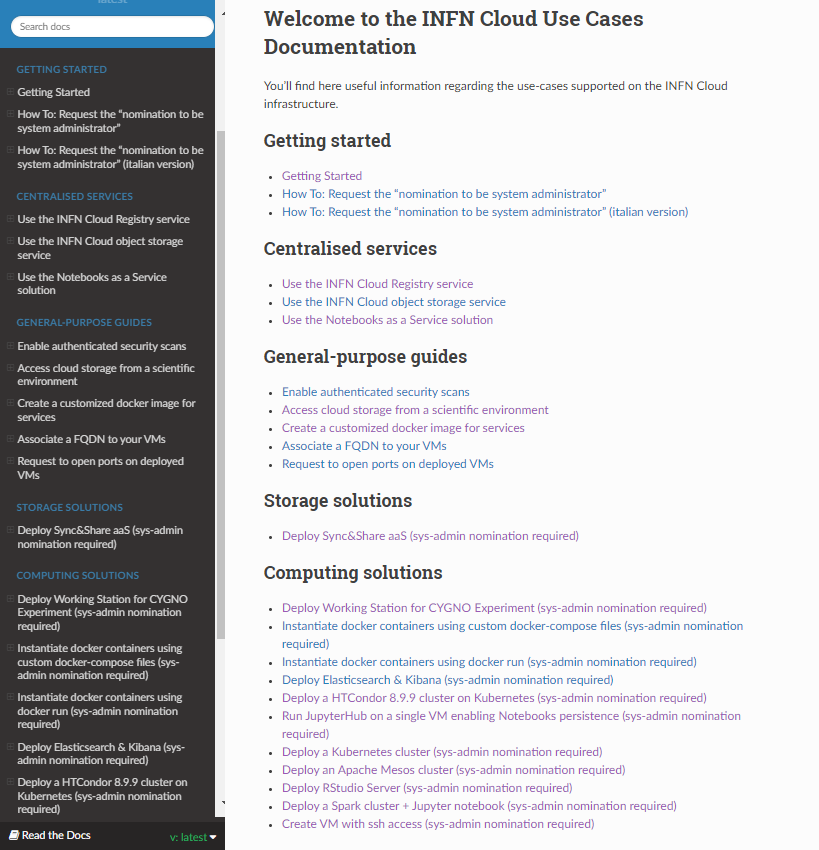 Search docs
GETTING STARTED
Getting Started
How To: Request the “nomination to be
system administrator”
How To: Request the “nomination to be
system administrator” (italian version)
CENTRALISED SERVICES
Use the INFN Cloud Registry service
Use the INFN Cloud object storage
service
Use the Notebooks as a Service
solution
GENERAL-PURPOSE GUIDES
Enable authenticated security scans
Access cloud storage from a scientific
environment
Create a customized docker image for
services
Associate a FQDN to your VMs
Request to open ports on deployed
VMs
STORAGE SOLUTIONS
Deploy Sync&Share aaS (sys-admin
nomination required)
COMPUTING SOLUTIONS
Deploy Working Station for CYGNO
Experiment (sys-admin nomination
required)
Instantiate docker containers using
custom docker-compose files (sys-
admin nomination required)
Instantiate docker containers using
docker run (sys-admin nomination
required)
Deploy Elasticsearch & Kibana (sys-
admin nomination required)
Deploy a HTCondor 8.9.9 cluster on
Kubernetes (sys-admin nomination
required)
Read the Docs
v: latest
Welcome to the INFN Cloud Use Cases
Documentation
You’ll find here useful information regarding the use-cases supported on the INFN Cloud
infrastructure.
Getting started
Getting Started
How To: Request the “nomination to be system administrator”
How To: Request the “nomination to be system administrator” (italian version)
Centralised services
Use the INFN Cloud Registry service
Use the INFN Cloud object storage service
Use the Notebooks as a Service solution
General-purpose guides
Enable authenticated security scans
Access cloud storage from a scientific environment
Create a customized docker image for services
Associate a FQDN to your VMs
Request to open ports on deployed VMs
Storage solutions
Deploy Sync&Share aaS (sys-admin nomination required)
Computing solutions
Deploy Working Station for CYGNO Experiment (sys-admin nomination required)
Instantiate docker containers using custom docker-compose files (sys-admin nomination
required)
Instantiate docker containers using docker run (sys-admin nomination required)
Deploy Elasticsearch & Kibana (sys-admin nomination required)
Deploy a HTCondor 8.9.9 cluster on Kubernetes (sys-admin nomination required)
Run JupyterHub on a single VM enabling Notebooks persistence (sys-admin nomination
required)
Deploy a Kubernetes cluster (sys-admin nomination required)
Deploy an Apache Mesos cluster (sys-admin nomination required)
Deploy RStudio Server (sys-admin nomination required)
Deploy a Spark cluster + Jupyter notebook (sys-admin nomination required)
Create VM with ssh access (sys-admin nomination required)